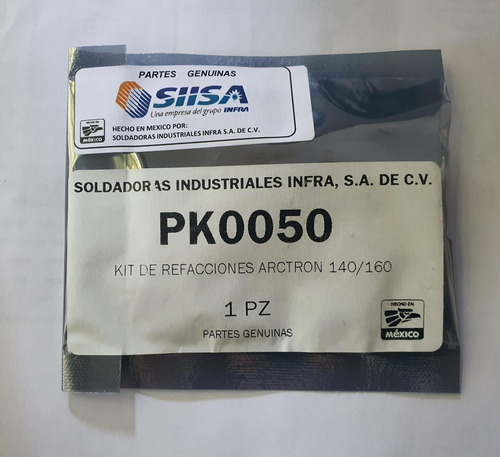 PARTES GENUINAS
SIISA
Una empresa del grupo INFRA
HECHO EN MEXICO POR:
SOLDADORAS INDUSTRIALES INFRA S.A. DE C.V.
MÉXICO
SOLDADORAS INDUSTRIALES INFRA, S.A. DE C.V.
PK0050
KIT DE REFACCIONES ARCTRON 140/160
1 PZ
PARTES GENUINAS
HECHO EN
MÉXICO